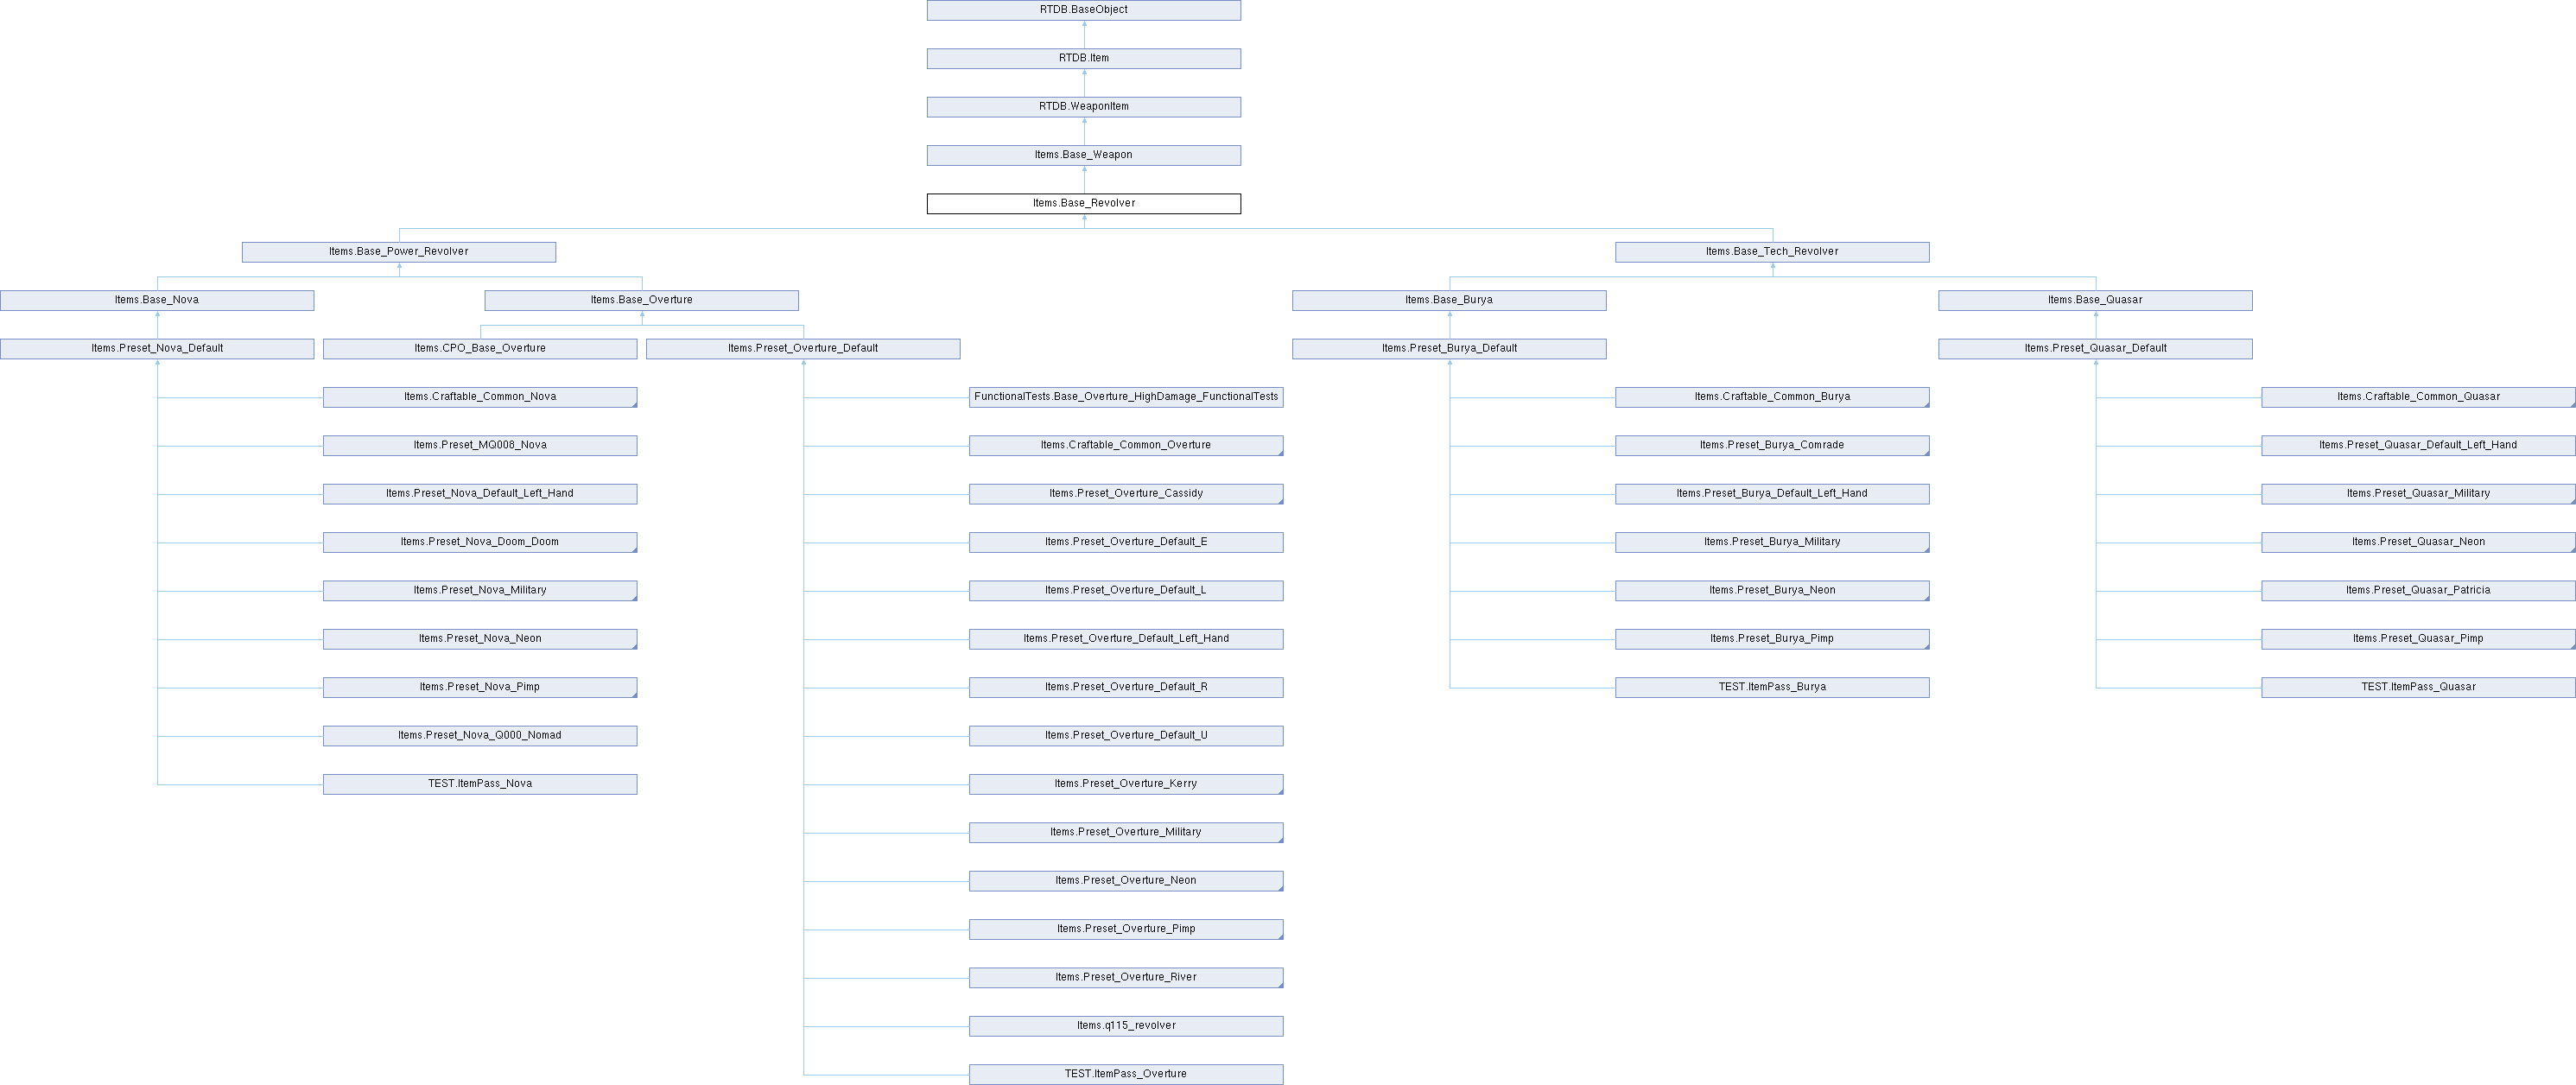 RTDB.BaseObject
RTDB.Item
RTDB.WeaponItem
Items.Base_Weapon
Items.Base_Revolver
Items.Base_Power_Revolver
Items.Base_Tech_Revolver
Items.Base_Nova
Items.Base_Overture
Items.Base_Burya
Items.Base_Quasar
Items.Preset_Nova_Default
Items.CPO_Base_Overture
Items.Preset_Overture_Default
Items.Preset_Burya_Default
Items.Preset_Quasar_Default
Items.Craftable_Common_Nova
FunctionalTests.Base_Overture_HighDamage_FunctionalTests
Items.Craftable_Common_Burya
Items.Craftable_Common_Quasar
Items.Preset_MQ008_Nova
Items.Craftable_Common_Overture
Items.Preset_Burya_Comrade
Items.Preset_Quasar_Default_Left_Hand
Items.Preset_Nova_Default_Left_Hand
Items.Preset_Overture_Cassidy
Items.Preset_Burya_Default_Left_Hand
Items.Preset_Quasar_Military
Items.Preset_Nova_Doom_Doom
Items.Preset_Overture_Default_E
Items.Preset_Burya_Military
Items.Preset_Quasar_Neon
Items.Preset_Nova_Military
Items.Preset_Overture_Default_L
Items.Preset_Burya_Neon
Items.Preset_Quasar_Patricia
Items.Preset_Nova_Neon
Items.Preset_Overture_Default_Left_Hand
Items.Preset_Burya_Pimp
Items.Preset_Quasar_Pimp
Items.Preset_Nova_Pimp
Items.Preset_Overture_Default_R
TEST.ItemPass_Burya
TEST.ItemPass_Quasar
Items.Preset_Nova_Q000_Nomad
Items.Preset_Overture_Default_U
TEST.ItemPass_Nova
Items.Preset_Overture_Kerry
Items.Preset_Overture_Military
Items.Preset_Overture_Neon
Items.Preset_Overture_Pimp
Items.Preset_Overture_River
Items.q115_revolver
TEST.ItemPass_Overture